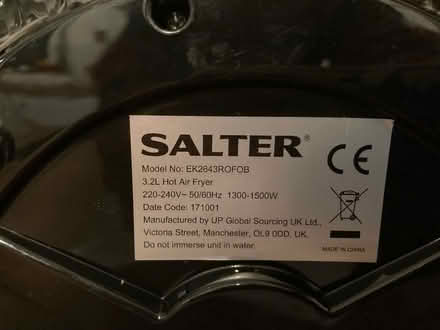 SALTER®
Model No: EK2643ROFOB
3.2L Hot Air Fryer
220-240V~ 50/60Hz 1300-1500W
Date Code: 171001
Manufactured by UP Global Sourcing UK Ltd.,
Victoria Street, Manchester, OL9 0DD. UK.
Do not immerse unit in water.
CE
MADE IN CHINA